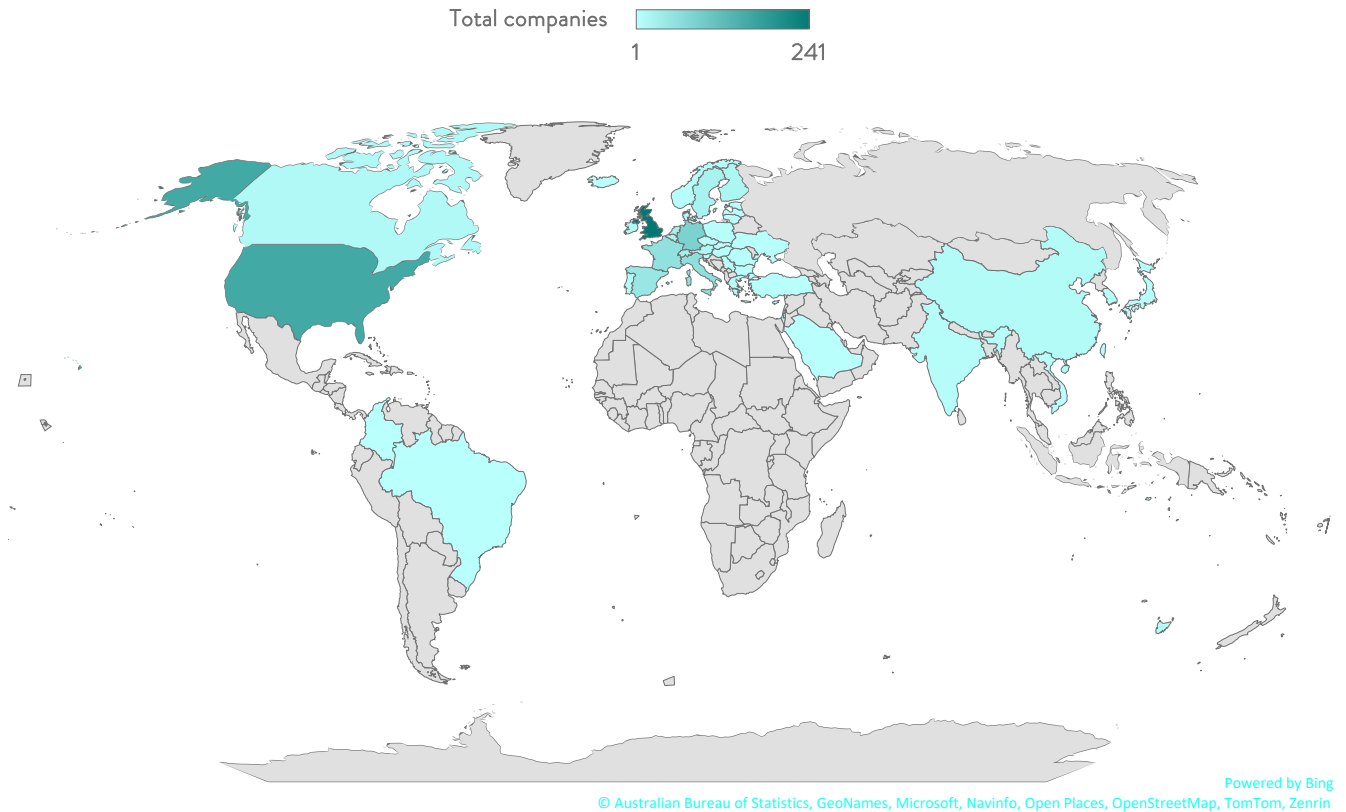 Total companies
1 241
Powered by Bing
© Australian Bureau of Statistics, GeoNames, Microsoft, Navinfo, Open Places, OpenStreetMap, TomTom, Zenrin